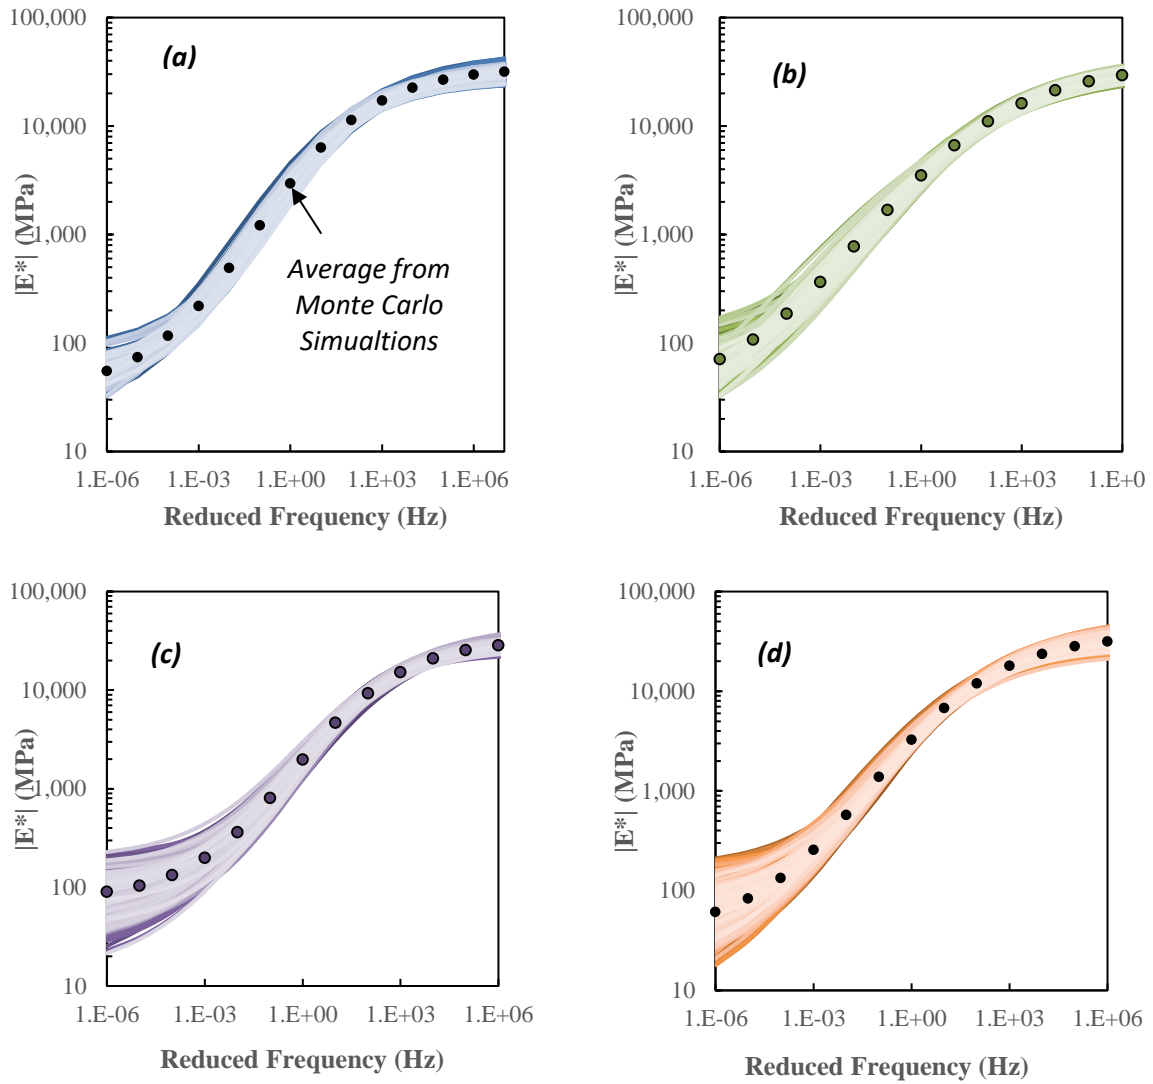 100,000
10,000
1,000
100
10
|E*| (MPa)
(a)
Average from
Monte Carlo
Simualtions
1.E-06 1.E-03 1.E+00 1.E+03 1.E+06
Reduced Frequency (Hz)
100,000
10,000
1,000
100
10
|E*| (MPa)
(b)
1.E-06 1.E-03 1.E+00 1.E+03 1.E+0
Reduced Frequency (Hz)
100,000
10,000
1,000
100
10
|E*| (MPa)
(c)
1.E-06 1.E-03 1.E+00 1.E+03 1.E+06
Reduced Frequency (Hz)
100,000
10,000
1,000
100
10
|E*| (MPa)
(d)
1.E-06 1.E-03 1.E+00 1.E+03 1.E+06
Reduced Frequency (Hz)